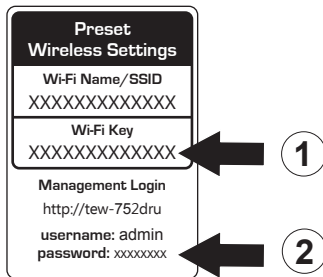 Preset
Wireless Settings
Wi-Fi Name/SSID
XXXXXXXXXXXXX
Wi-Fi Key
XXXXXXXXXXXXX
1
Management Login
http://tew-752dru
username: admin
password: xxxxxxxx
2